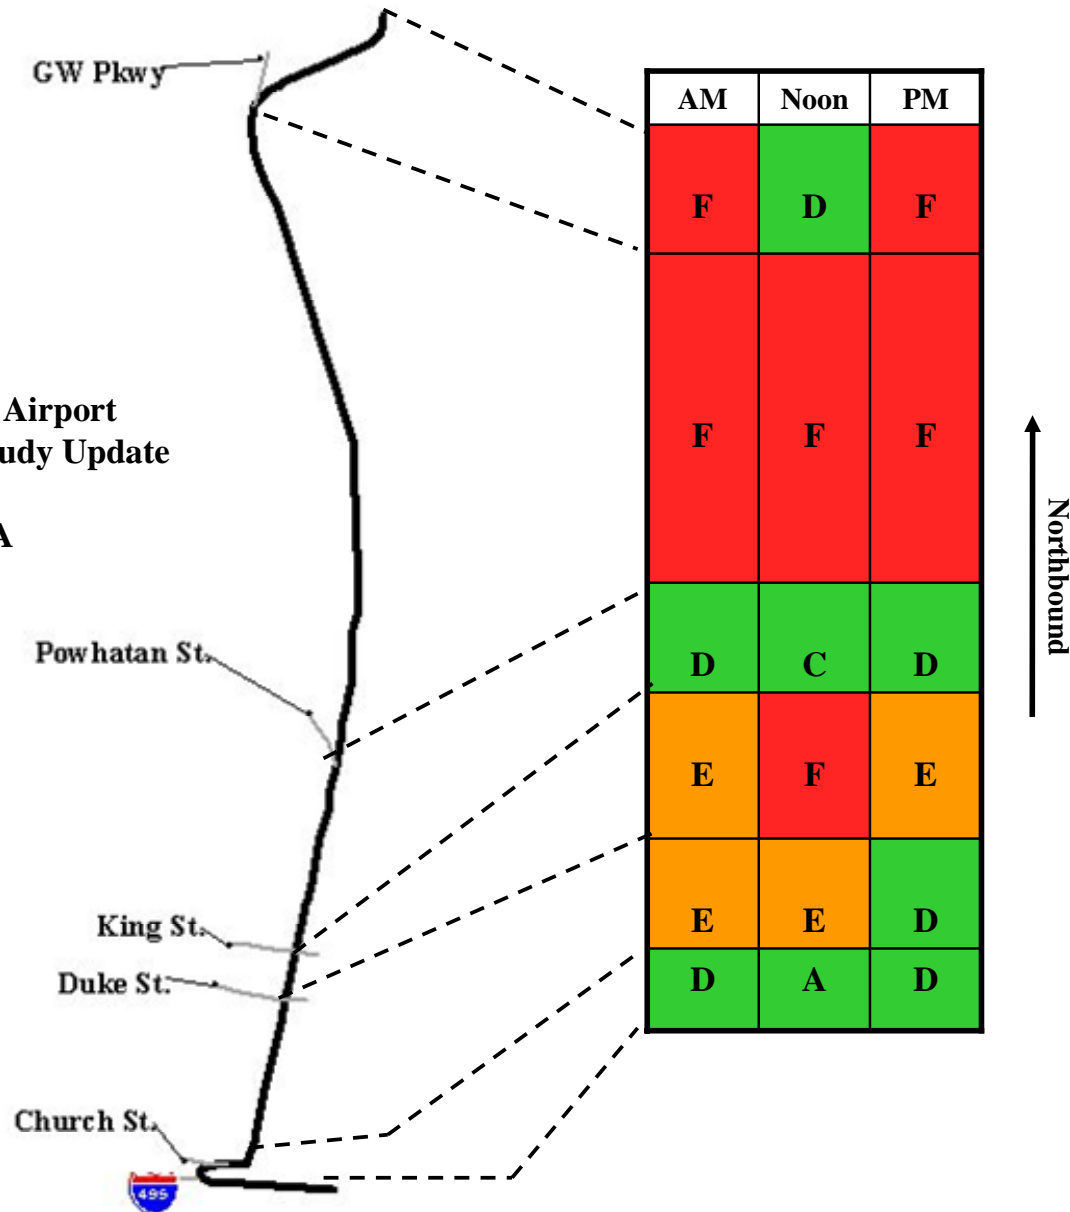 GW Pkwy
AM Noon PM
F D F
Airport
udy Update
F F F
A
Northbound
Powhatan St.
D C D
E F E
King St.
E E D
Duke St.
D A D
Church St.
495